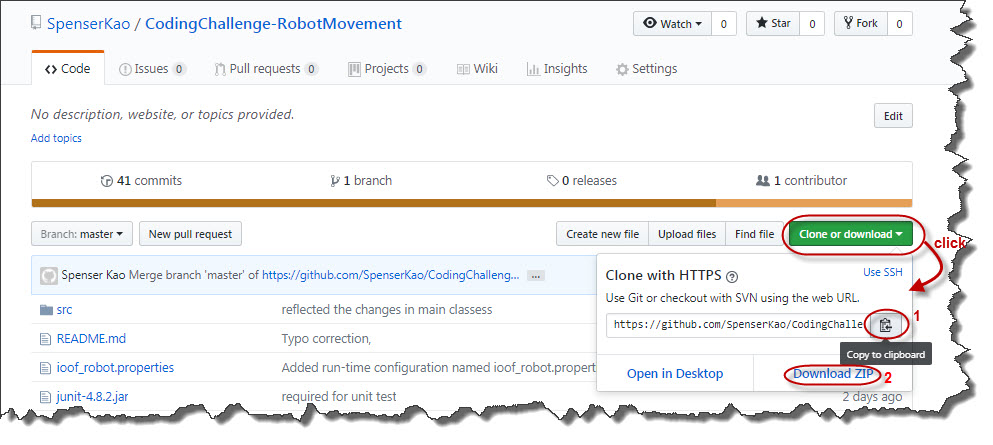 SpenserKao / CodingChallenge-RobotMovement
Watch 0 Star 0 Fork 0
Code Issues 0 Pull requests 0 Projects 0 Wiki Insights Settings
No description, website, or topics provided.
Edit
Add topics
41 commits 1 branch 0 releases 1 contributor
Branch: master New pull request Create new file Upload files Find file Clone or download
click
Spenser Kao Merge branch 'master' of https://github.com/SpenserKao/CodingChalleng... ...
Clone with HTTPS ? Use SSH
Use Git or checkout with SVN using the web URL.
https://github.com/SpenserKao/CodingChalle
1
Copy to clipboard
Open in Desktop Download ZIP
2
src reflected the changes in main classess
README.md Typo correction,
ioof_robot.properties Added run-time configuration named ioof_robot.propert
junit-4.8.2.jar required for unit test 2 days ago